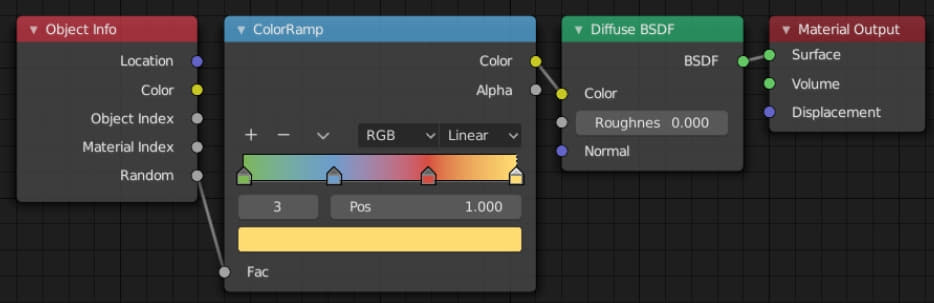 Object Info
Location
Color
Object Index
Material Index
Random
ColorRamp
Color
Alpha
RGB
Linear
3
Pos 1.000
Fac
Diffuse BSDF
BSDF
Color
Roughnes 0.000
Normal
Material Output
Surface
Volume
Displacement